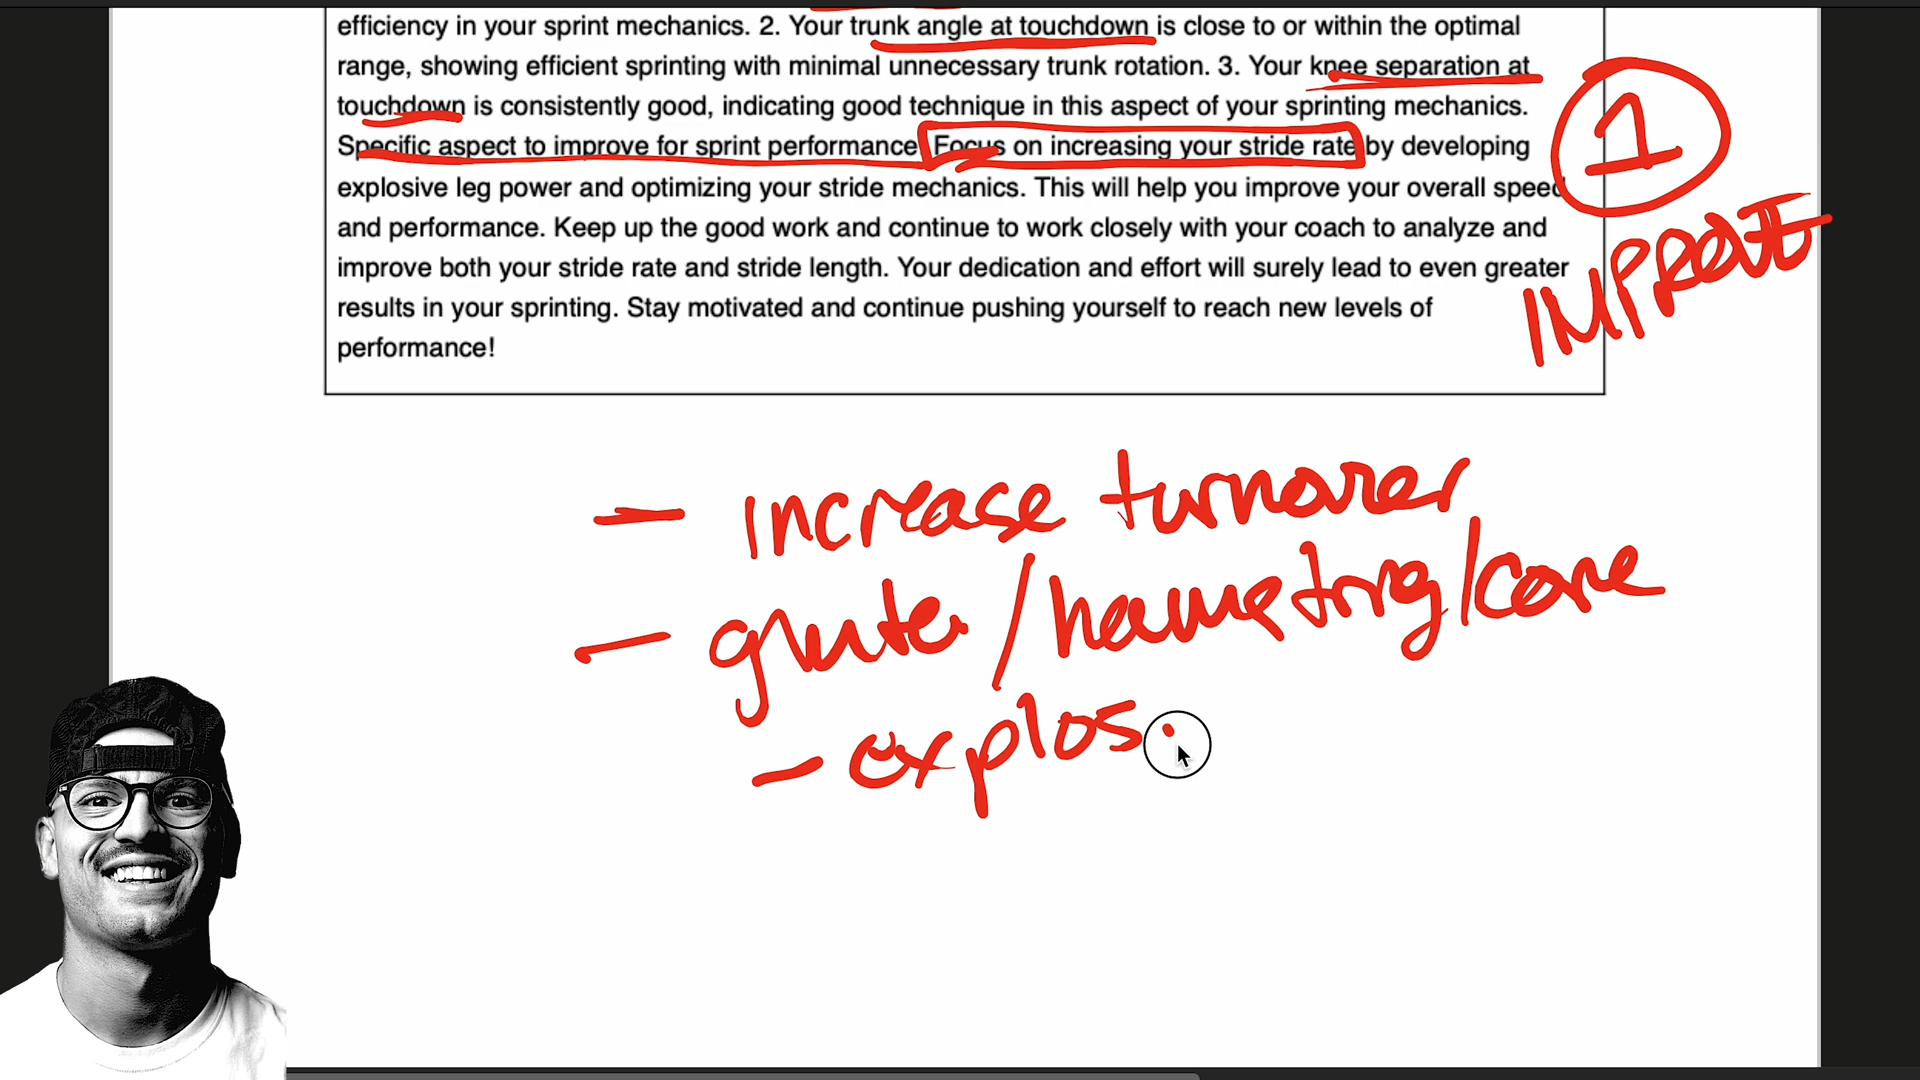 efficiency in your sprint mechanics. 2. Your trunk angle at touchdown is close to or within the optimal
range, showing efficient sprinting with minimal unnecessary trunk rotation. 3. Your knee separation at
touchdown is consistently good, indicating good technique in this aspect of your sprinting mechanics.
Specific aspect to improve for sprint performance Focus on increasing your stride rate by developing
explosive leg power and optimizing your stride mechanics. This will help you improve your overall speed
and performance. Keep up the good work and continue to work closely with your coach to analyze and
improve both your stride rate and stride length. Your dedication and effort will surely lead to even greater
results in your sprinting. Stay motivated and continue pushing yourself to reach new levels of
performance!
1
IMPROVE
- increase turnover
- glute / hamstring / core
- explosi